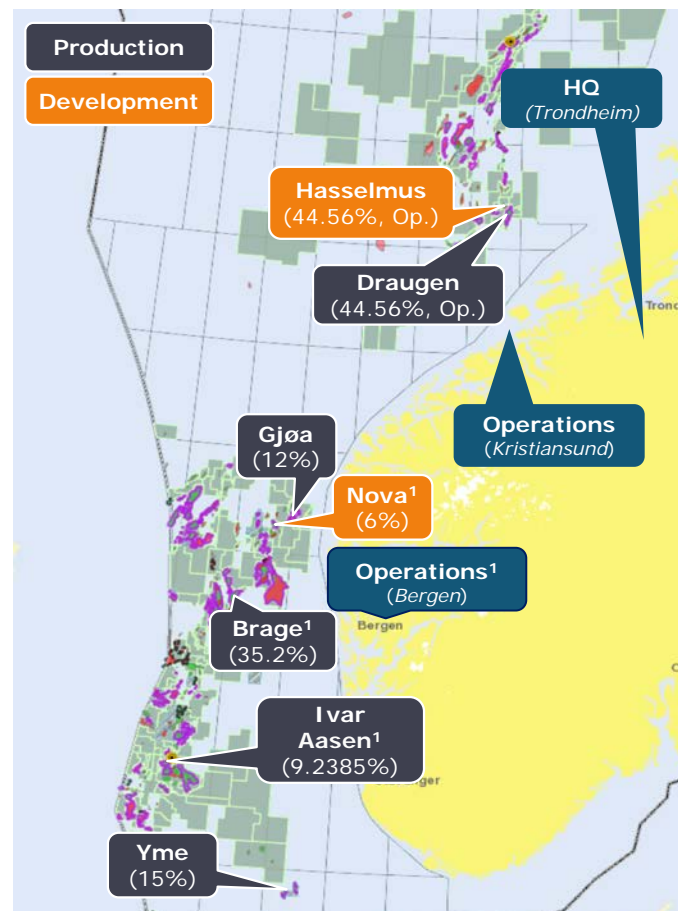 Production
Development
HQ
(Trondheim)
Hasselmus
(44.56%, Op.)
Draugen
(44.56%, Op.)
Trond
Operations
(Kristiansund)
Gjøa
(12%)
Nova¹
(6%)
Operations¹
(Bergen)
Bergen
Brage¹
(35.2%)
Ivar
Aasen¹
(9.2385%)
Yme
(15%)